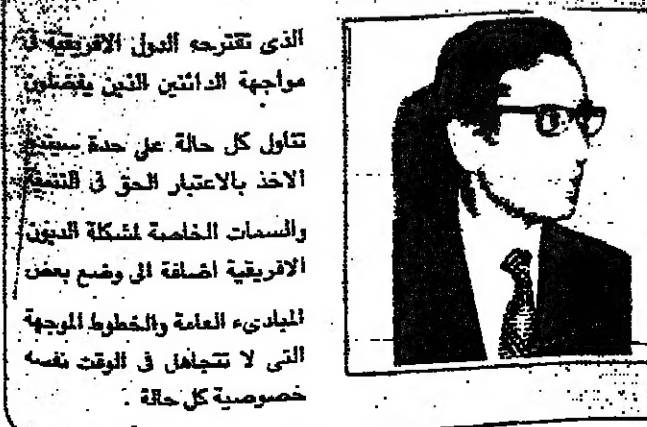 الذى تقترحه الدول الافريقية فى
مواجهة الدائنين الذين يفضلون
تناول كل حالة على حدة سيعنى
الاخذ بالاعتبار الحق فى التنمية
والسمات الخاصة لمشكلة الديون
الافريقية اضافة الى وضع بعض
المبادىء العامة والخطوط الموجهة
التى لا تتجاهل فى الوقت نفسه
خصوصية كل حالة .